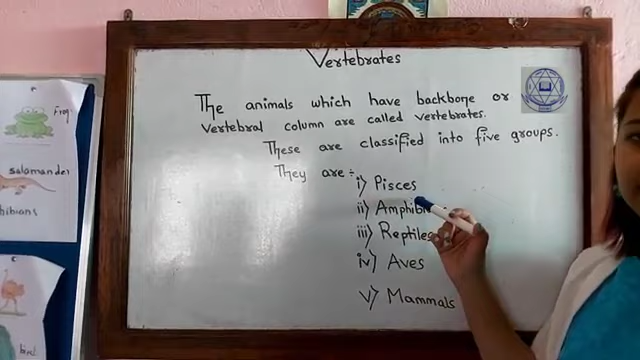 Vertebrates
The animals which have backbone or
vertebral column are called vertebrates.
These are classified into five groups.
They are :-
i) Pisces
ii) Amphibi
iii) Reptiles
iv) Aves
v) Mammals
Frog
salamander
hibians
bird